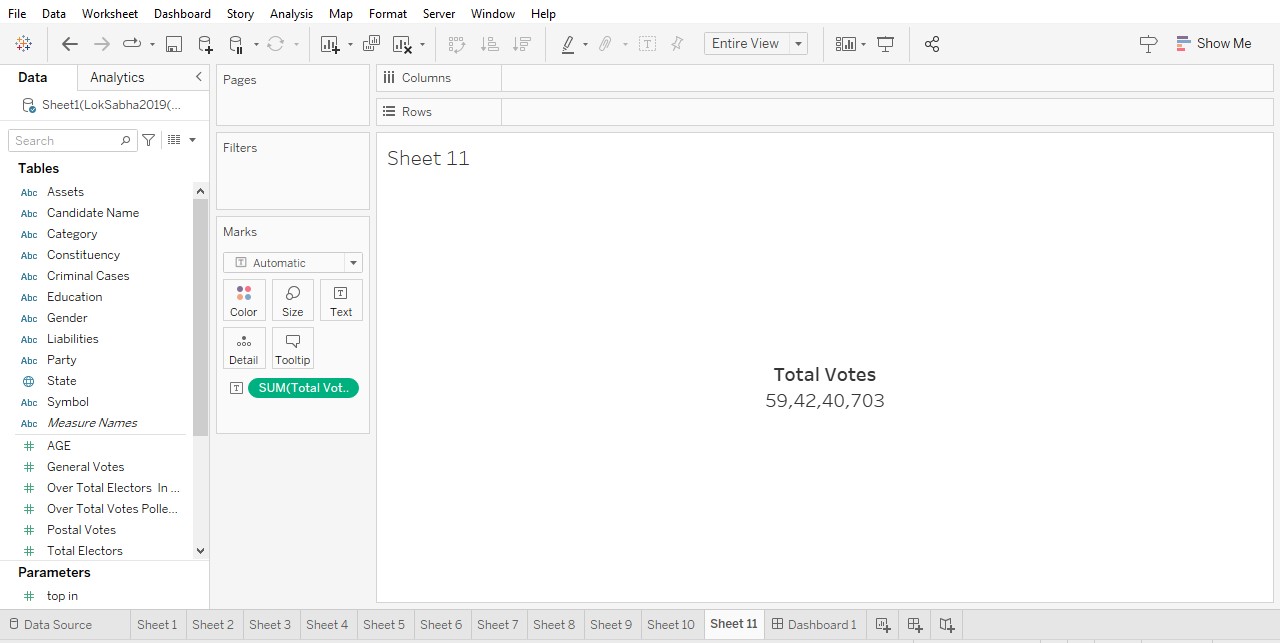 File Data Worksheet Dashboard Story Analysis Map Format Server Window Help
Entire View
Show Me
Data Analytics
Sheet1(LokSabha2019(...
Search
Tables
Abc Assets
Abc Candidate Name
Abc Category
Abc Constituency
Abc Criminal Cases
Abc Education
Abc Gender
Abc Liabilities
Abc Party
State
Abc Symbol
Abc Measure Names
# AGE
# General Votes
# Over Total Electors In ...
# Over Total Votes Polle...
# Postal Votes
# Total Electors
Parameters
# top in
Pages
Filters
Marks
T Automatic
Color Size Text
Detail Tooltip
T SUM(Total Vot..
Columns
Rows
Sheet 11
Total Votes
59,42,40,703
Data Source Sheet 1 Sheet 2 Sheet 3 Sheet 4 Sheet 5 Sheet 6 Sheet 7 Sheet 8 Sheet 9 Sheet 10 Sheet 11 Dashboard 1